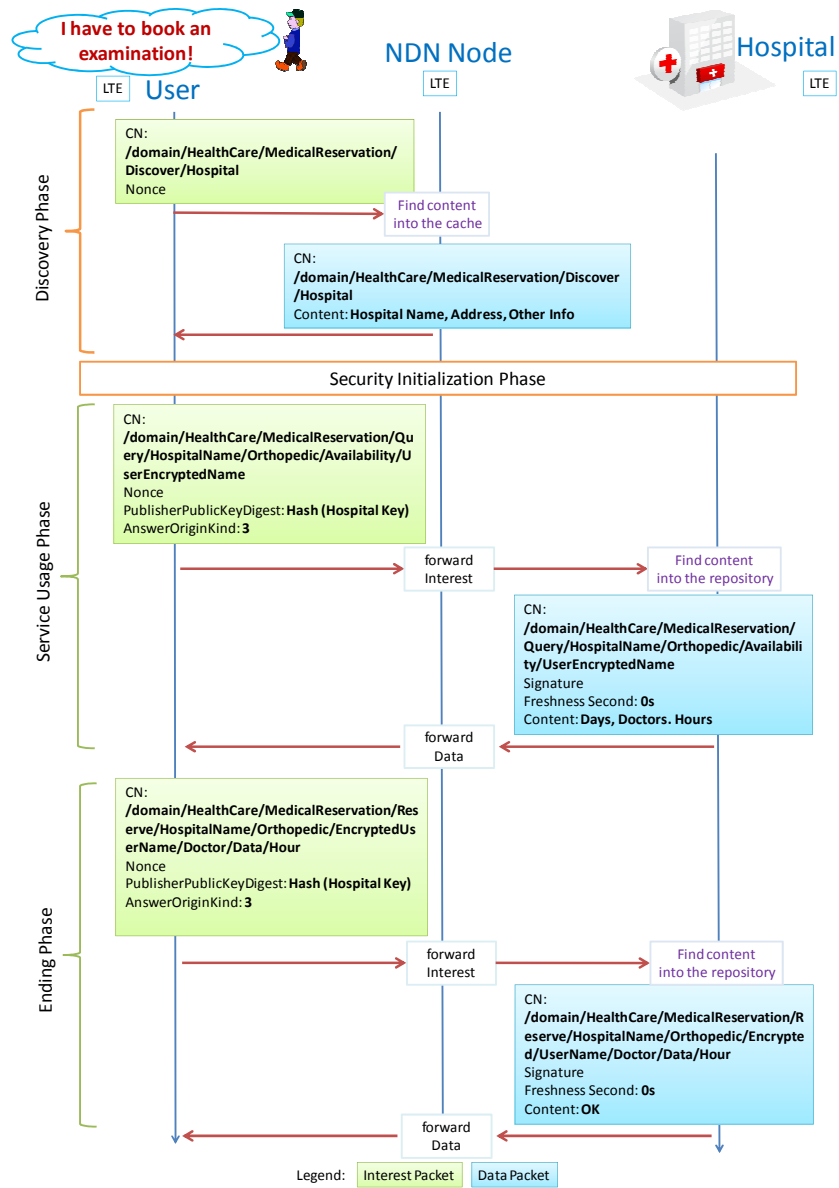 I have to book an
examination!
LTE
User
NDN Node
LTE
Hospital
LTE
Discovery Phase
CN:
/domain/HealthCare/MedicalReservation/
Discover/Hospital
Nonce
Find content
into the cache
CN:
/domain/HealthCare/MedicalReservation/Discover
/Hospital
Content: Hospital Name, Address, Other Info
Security Initialization Phase
Service Usage Phase
CN:
/domain/HealthCare/MedicalReservation/Qu
ery/HospitalName/Orthopedic/Availability/U
serEncryptedName
Nonce
PublisherPublicKeyDigest: Hash (Hospital Key)
AnswerOriginKind: 3
forward
Interest
Find content
into the repository
CN:
/domain/HealthCare/MedicalReservation/
Query/HospitalName/Orthopedic/Availabili
ty/UserEncryptedName
Signature
Freshness Second: 0s
Content: Days, Doctors. Hours
forward
Data
Ending Phase
CN:
/domain/HealthCare/MedicalReservation/Res
erve/HospitalName/Orthopedic/EncryptedUs
erName/Doctor/Data/Hour
Nonce
PublisherPublicKeyDigest: Hash (Hospital Key)
AnswerOriginKind: 3
forward
Interest
Find content
into the repository
CN:
/domain/HealthCare/MedicalReservation/R
eserve/HospitalName/Orthopedic/Encrypte
d/UserName/Doctor/Data/Hour
Signature
Freshness Second: 0s
Content: OK
forward
Data
Legend:
Interest Packet
Data Packet